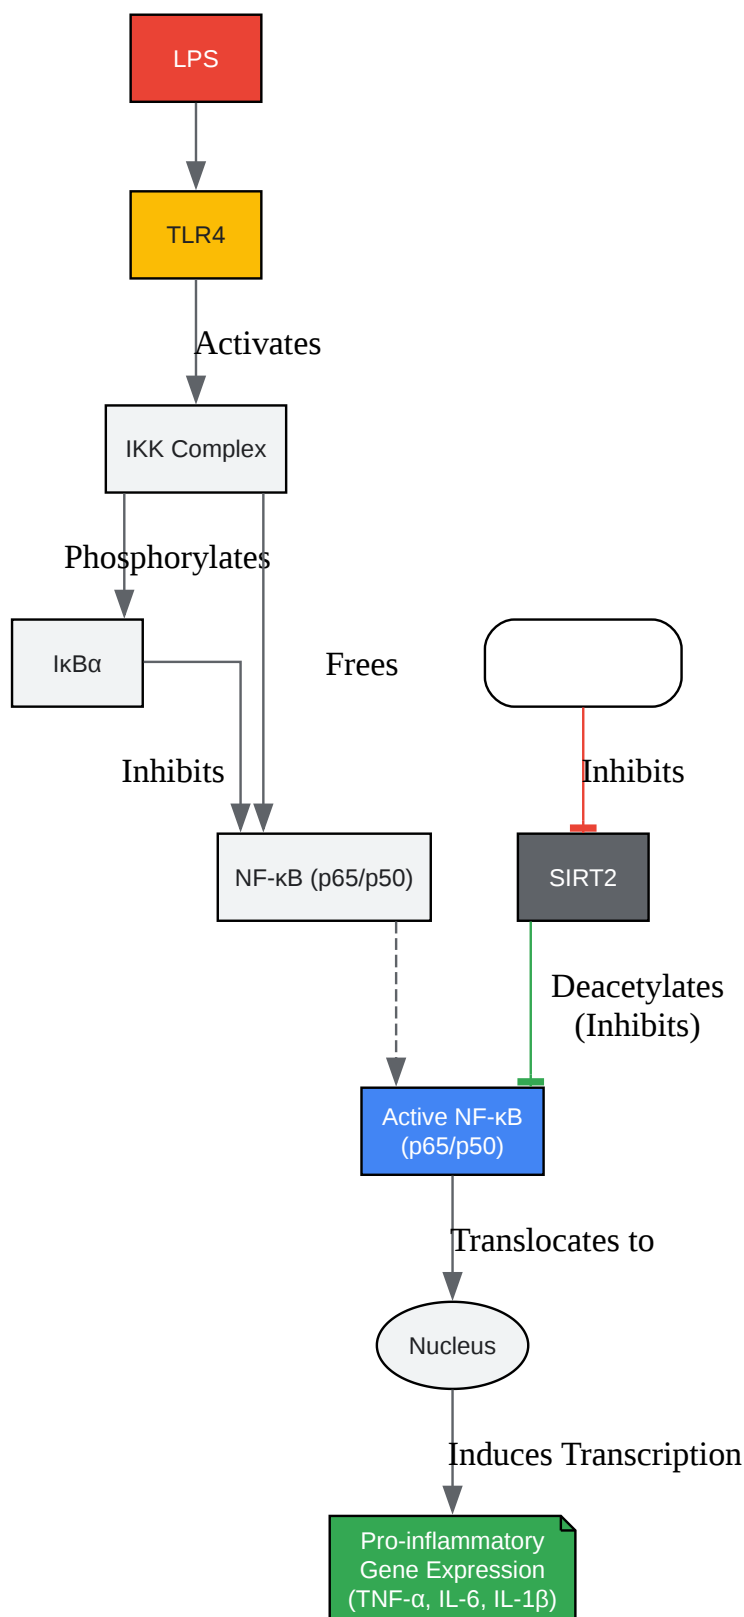 LPS
TLR4
Activates
IKK Complex
Phosphorylates
IκBα
Frees
Inhibits
Inhibits
NF-κB (p65/p50)
SIRT2
Deacetylates
(Inhibits)
Active NF-κB
(p65/p50)
Translocates to
Nucleus
Induces Transcription
Pro-inflammatory
Gene Expression
(TNF-α, IL-6, IL-1β)